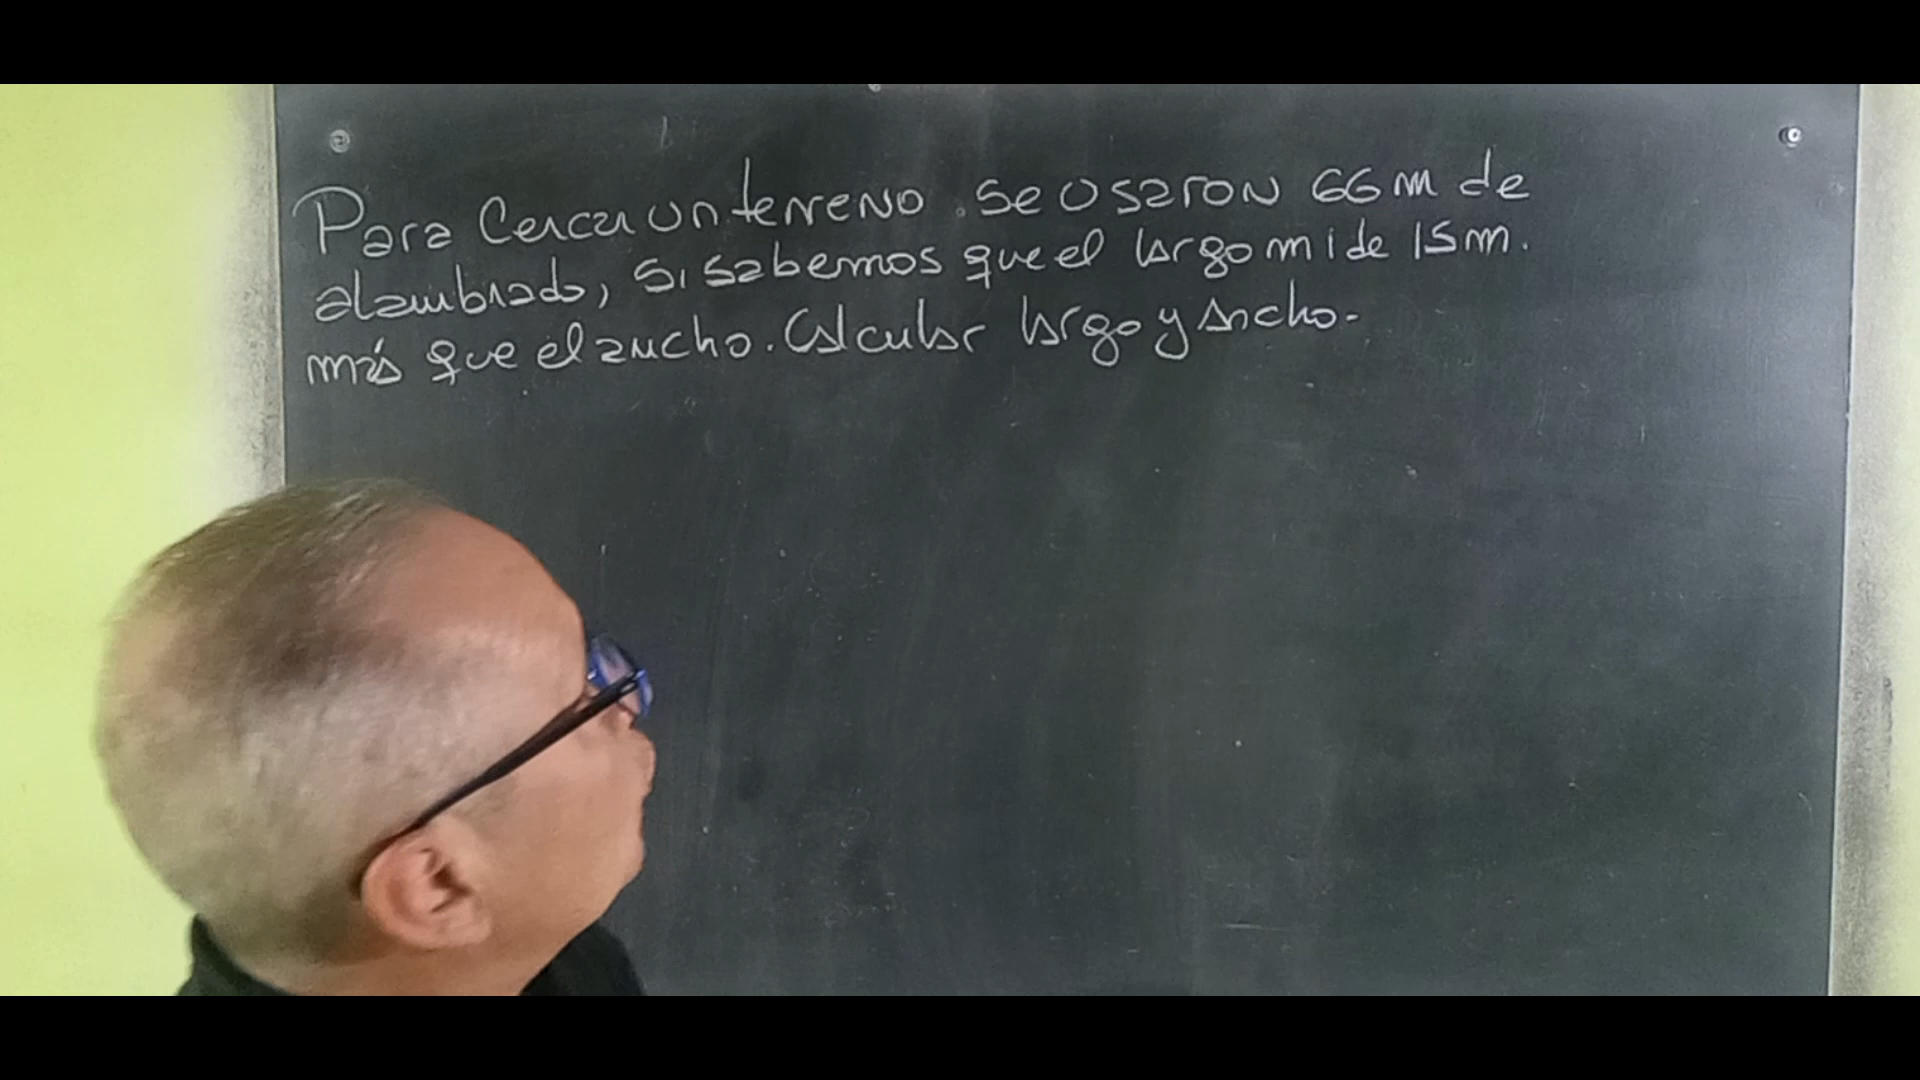 Para Cercar un terreno. Se usaron 66 m de
alambrado, si sabemos que el largo mide 15 m.
más que el ancho. Calcular largo y ancho.